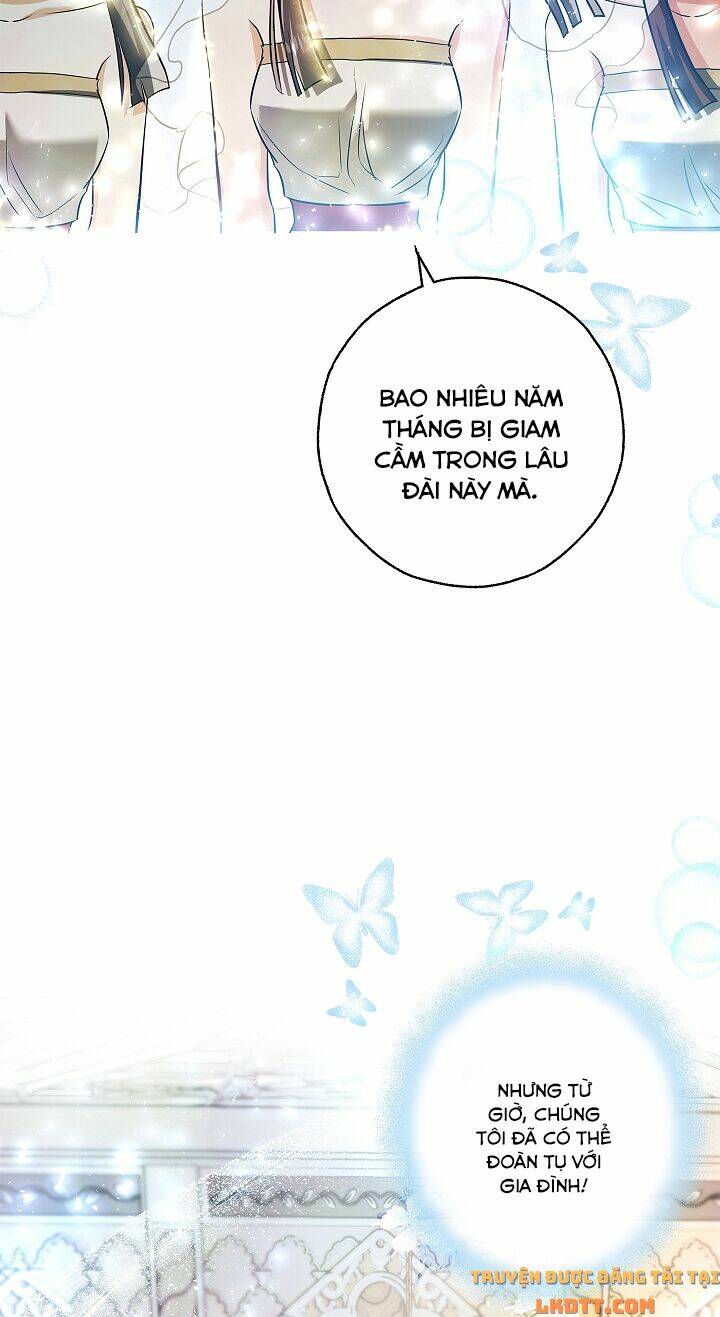 BAO NHIÊU NĂM
THÁNG BỊ GIAM
CẦM TRONG LÂU
ĐÀI NÀY MÀ.
NHƯNG TỪ
GIỜ, CHÚNG
TÔI ĐÃ CÓ THỂ
ĐOÀN TỤ VỚI
GIA ĐÌNH!
TRUYỆN ĐƯỢC ĐĂNG TẢI TẠI
LKDTT.COM